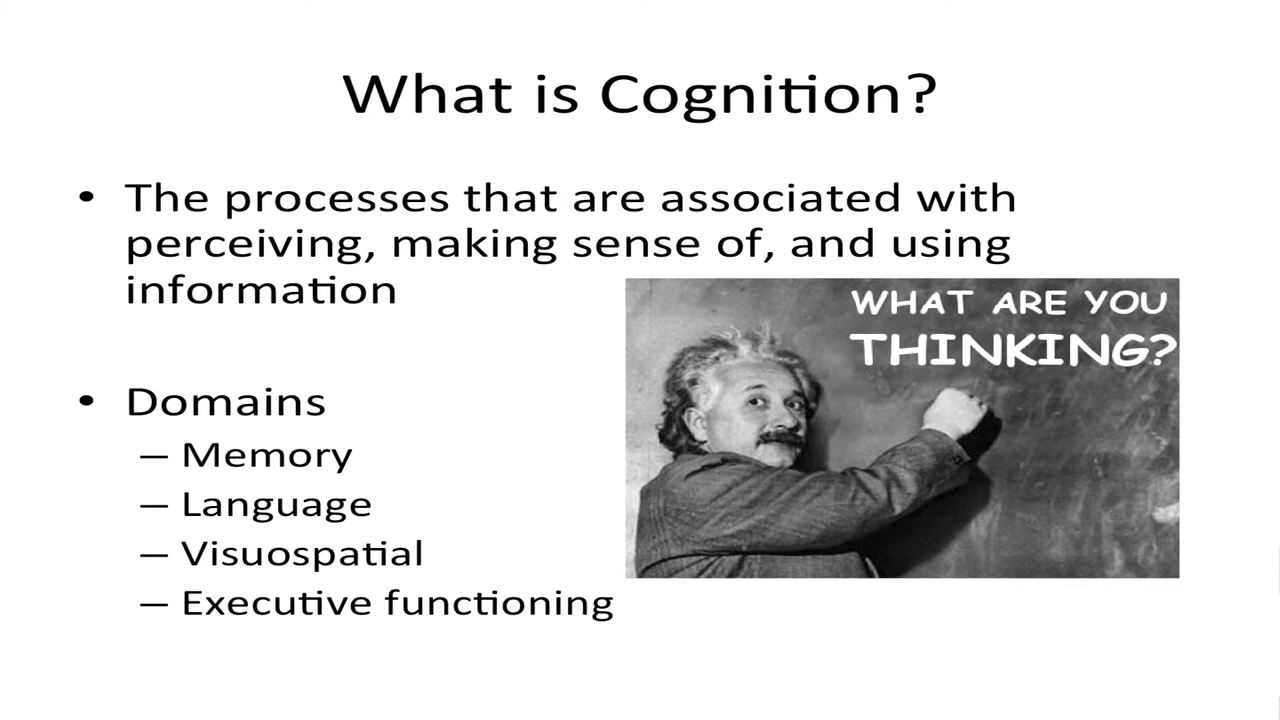 What is Cognition?
• The processes that are associated with
perceiving, making sense of, and using
information
WHAT ARE YOU
THINKING?
• Domains
– Memory
– Language
– Visuospatial
– Executive functioning